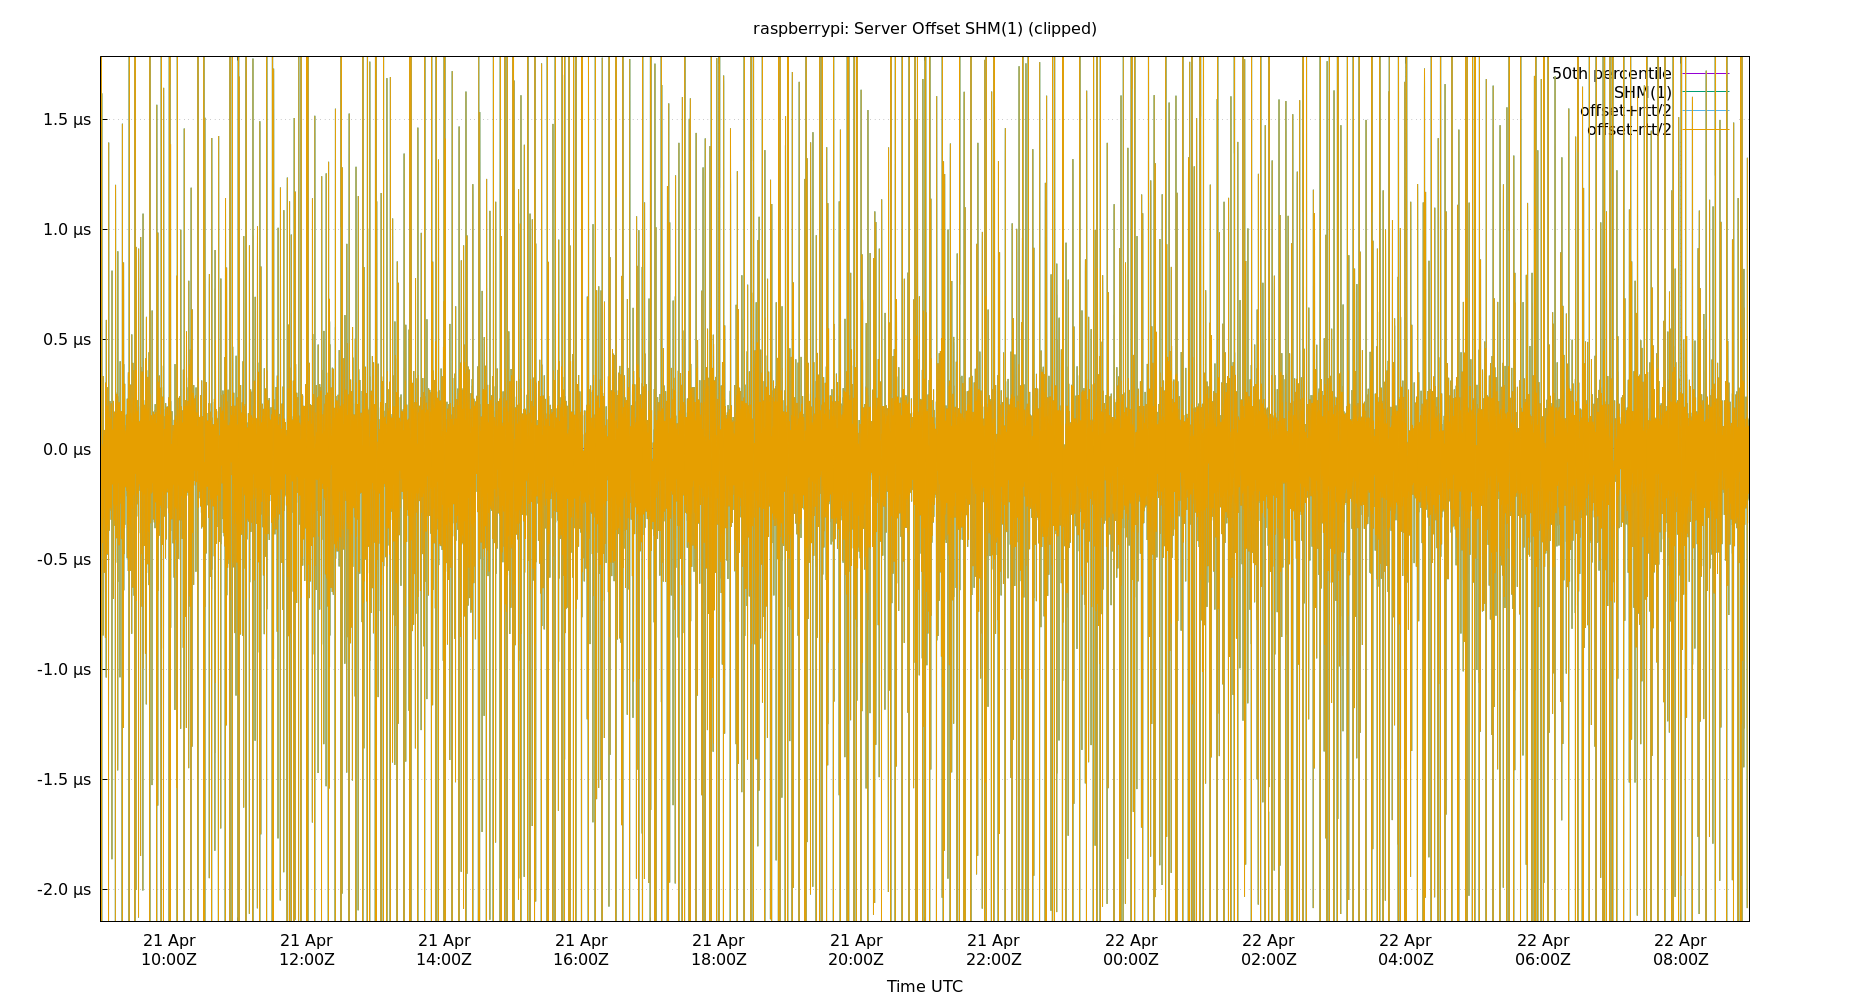 raspberrypi: Server Offset SHM(1) (clipped)
50th percentile
SHM(1)
offset+rtt/2
offset-rtt/2
1.5 µs
1.0 µs
0.5 µs
0.0 µs
-0.5 µs
-1.0 µs
-1.5 µs
-2.0 µs
21 Apr 21 Apr 21 Apr 21 Apr 21 Apr 21 Apr 21 Apr 22 Apr 22 Apr 22 Apr 22 Apr 22 Apr
10:00Z 12:00Z 14:00Z 16:00Z 18:00Z 20:00Z 22:00Z 00:00Z 02:00Z 04:00Z 06:00Z 08:00Z
Time UTC